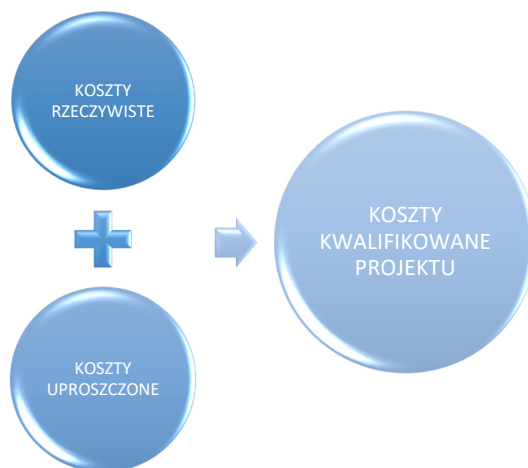 KOSZTY
RZECZYWISTE
KOSZTY
UPROSZCZONE
KOSZTY
KWALIFIKOWANE
PROJEKTU